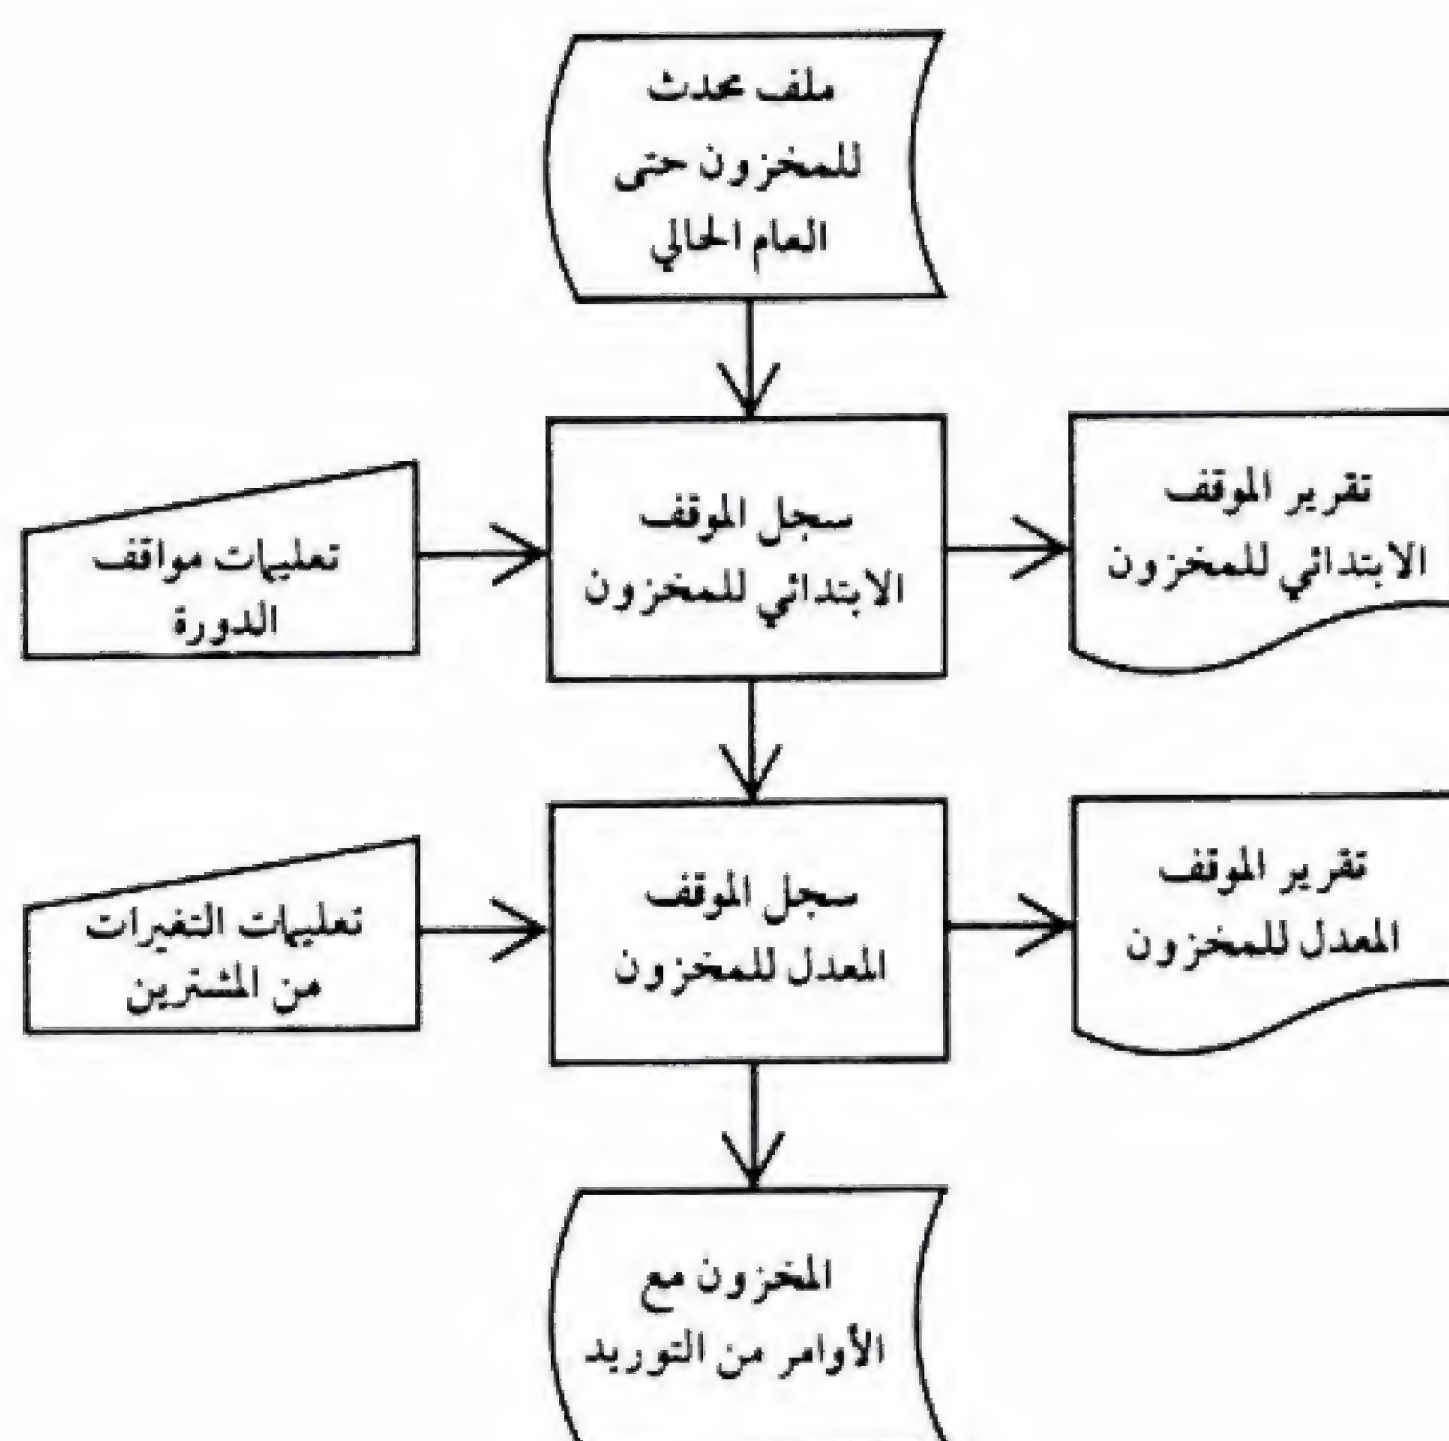 ملف محدث
للمخزون حتى
العام الحالي
تعليمات مواقف
الدورة
سجل الموقف
الابتدائي للمخزون
تقرير الموقف
الابتدائي للمخزون
تعليمات التغيرات
من المشترين
سجل الموقف
المعدل للمخزون
تقرير الموقف
المعدل للمخزون
المخزون مع
الأوامر من التوريد